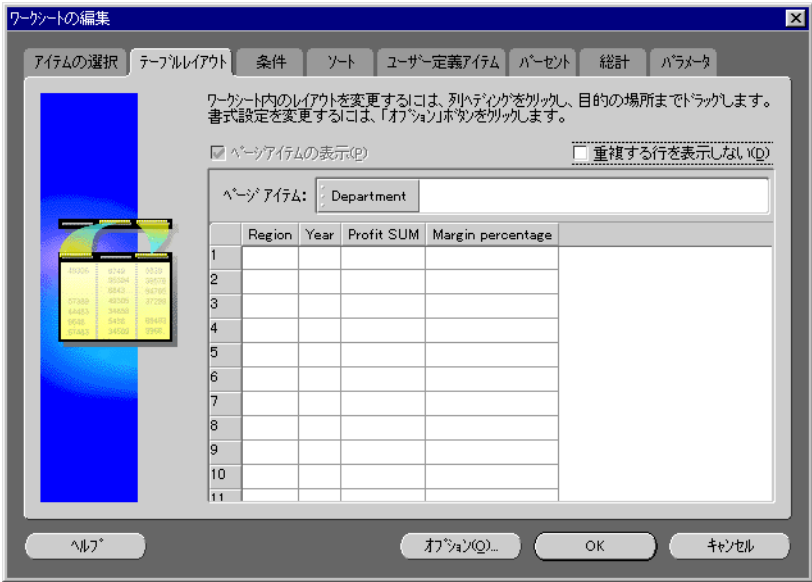 ワークシートの編集
アイテムの選択 テーブルレイアウト 条件 ソート ユーザー定義アイテム パーセント 総計 パラメータ
ワークシート内のレイアウトを変更するには、列ヘディングをクリックし、目的の場所までドラッグします。
書式設定を変更するには、「オプション」ボタンをクリックします。
ページアイテムの表示(P) 重複する行を表示しない(D)
ページ アイテム: Department
Region Year Profit SUM Margin percentage
1
2
3
4
5
6
7
8
9
10
11
ヘルプ オプション(O)... OK キャンセル